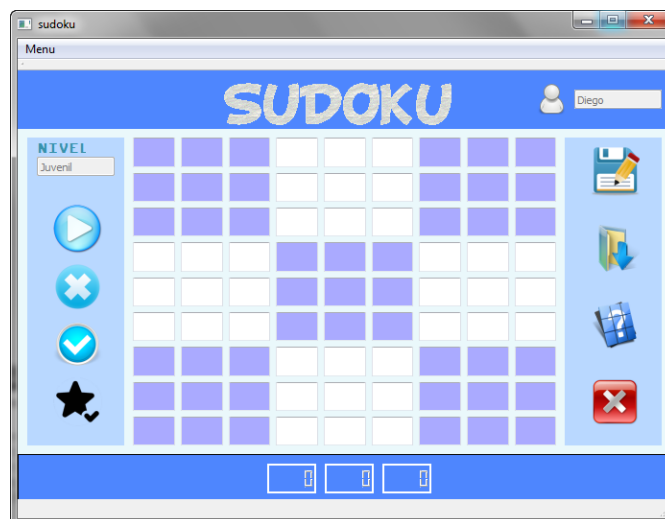 sudoku
Menu
SUDOKU
Diego
NIVEL
Juvenil
?
0 0 0